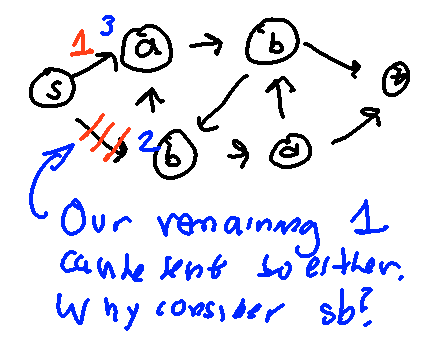 1 3
a b
s t
2 b d
Our remaining 1
can be sent to either.
Why consider sb?